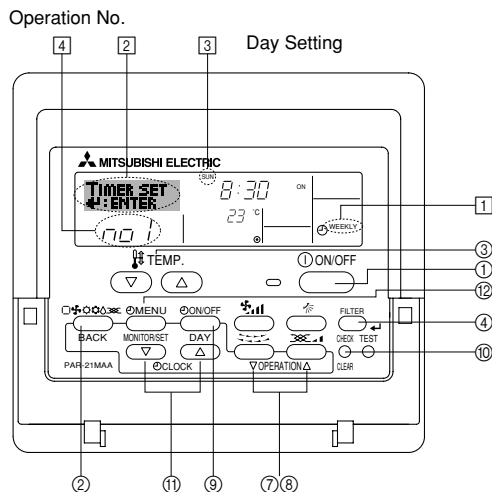 Operation No.
4 2 3 Day Setting
MITSUBISHI ELECTRIC
TIMER SET
:ENTER
SUN
8:30
ON
23 °C
no 1
WEEKLY
1
TEMP.
ON/OFF
③
①
⑫
MENU
ON/OFF
FILTER
④
BACK
MONITOR/SET
DAY
CHECK TEST
⑩
PAR-21MAA
CLOCK
▽OPERATION△
CLEAR
② ⑪ ⑨ ⑦⑧